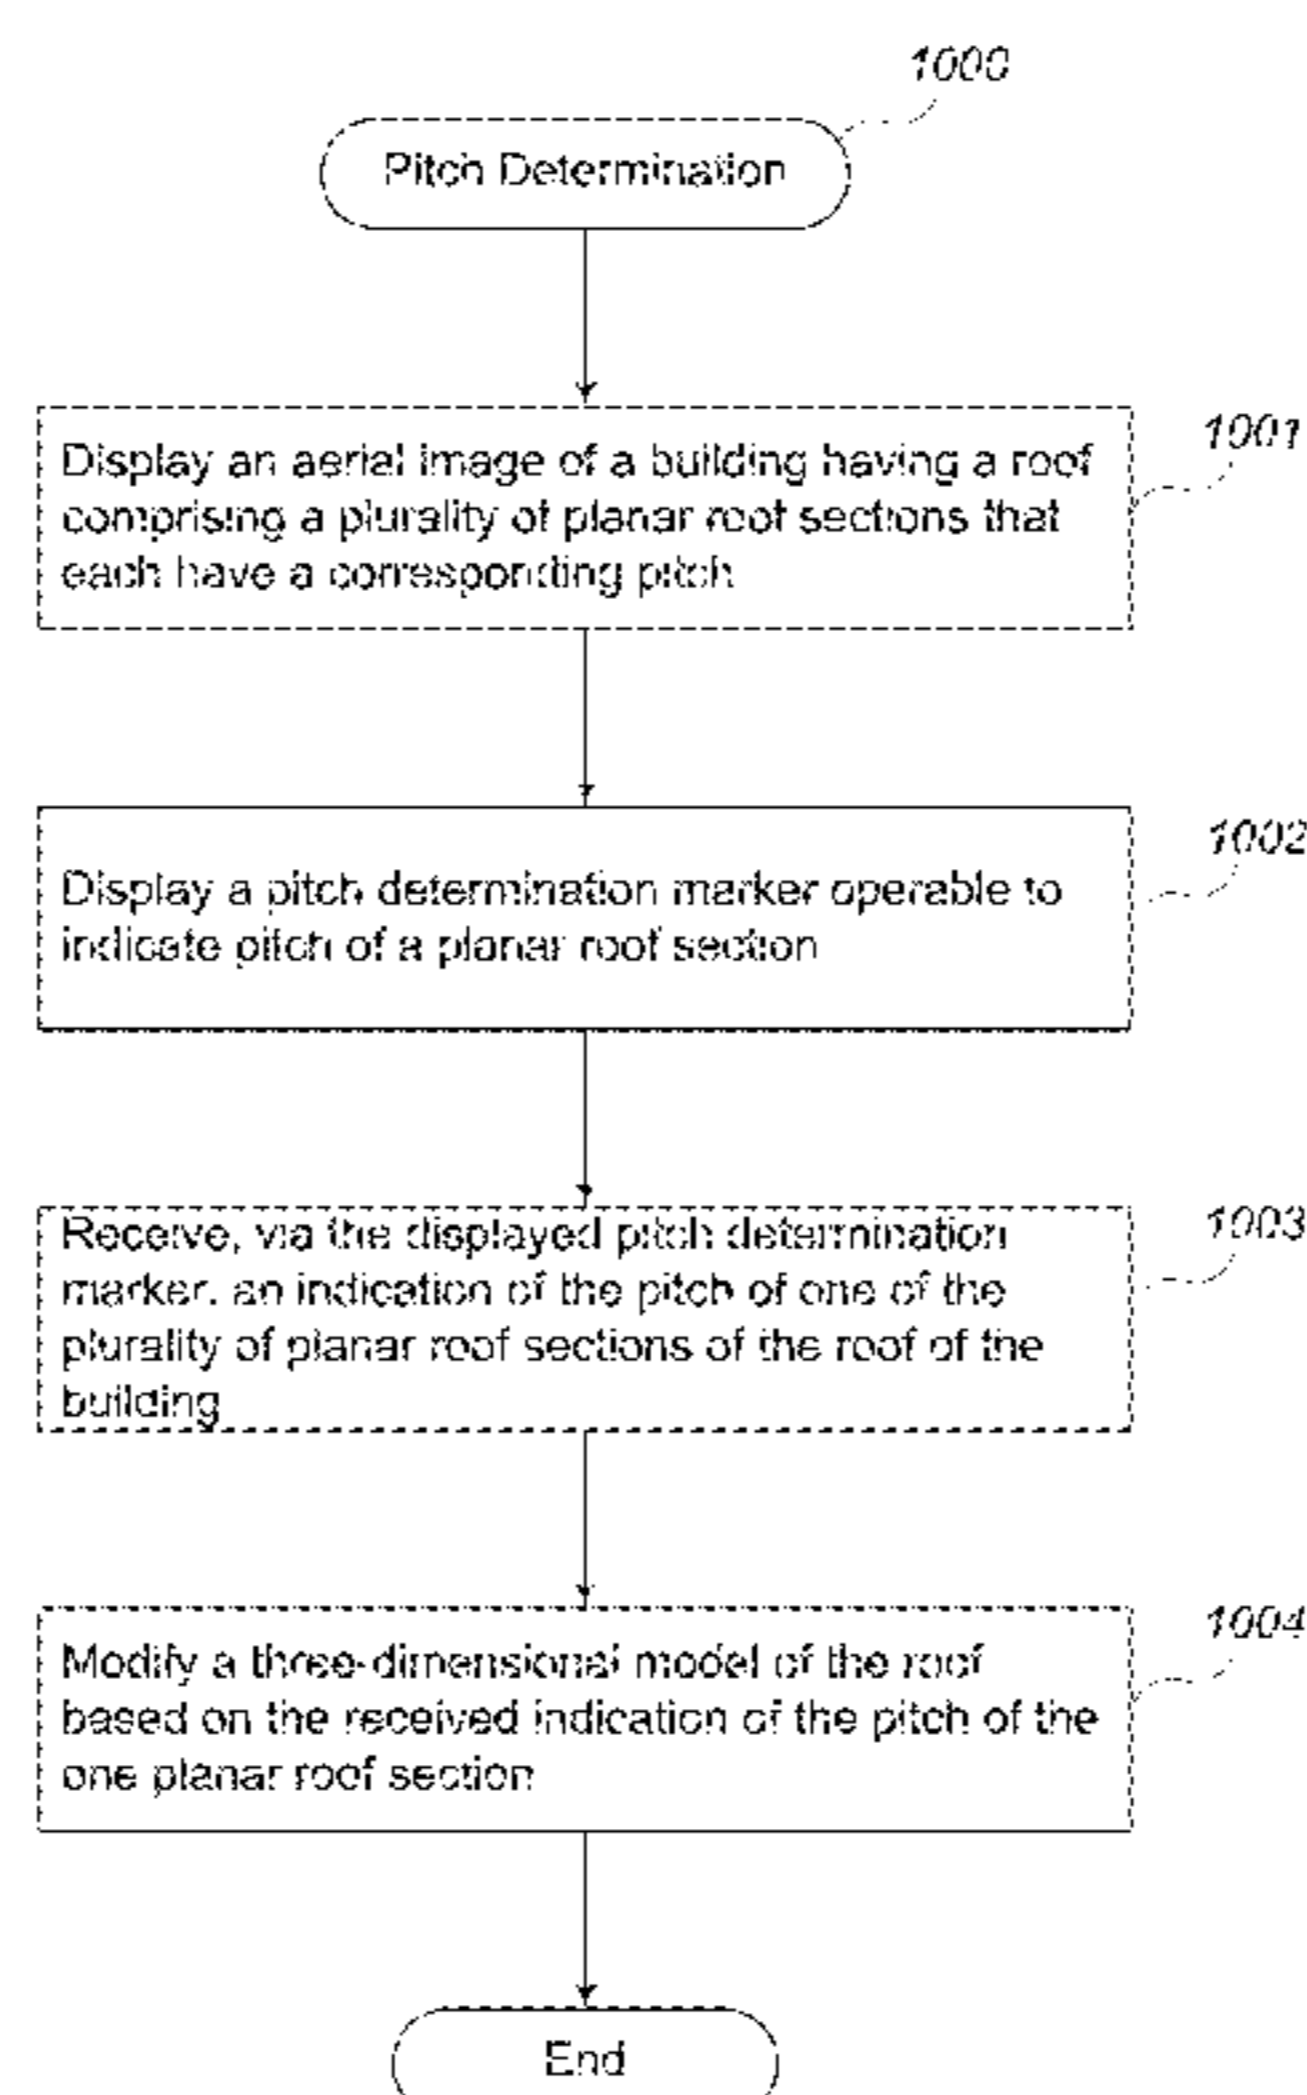 1000
Pitch Determination
Display an aerial image of a building having a roof
comprising a plurality of planar roof sections that
each have a corresponding pitch
1001
Display a pitch determination marker operable to
indicate pitch of a planar roof section
1002
Receive, via the displayed pitch determination
marker, an indication of the pitch of one of the
plurality of planar roof sections of the roof of the
building
1003
Modify a three-dimensional model of the roof
based on the received indication of the pitch of the
one planar roof section
1004
End